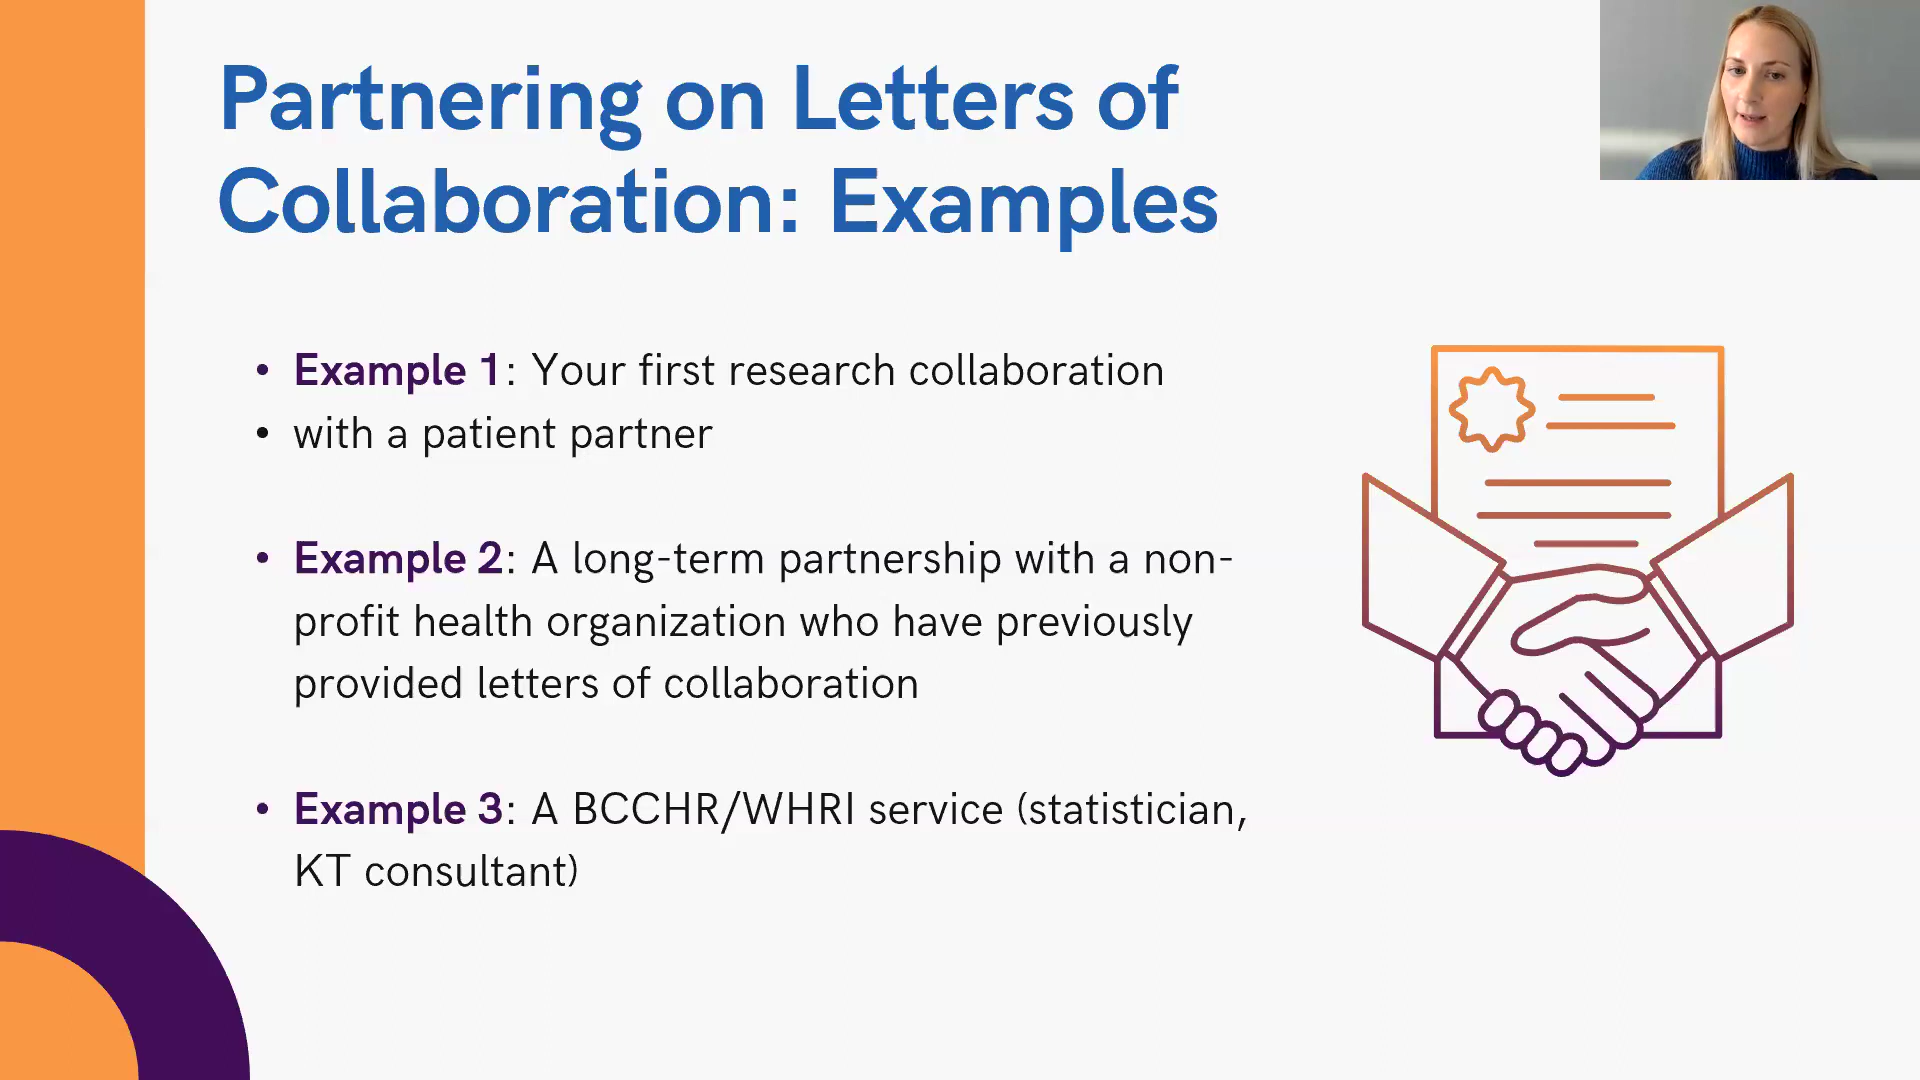 Partnering on Letters of
Collaboration: Examples
• Example 1: Your first research collaboration
• with a patient partner
• Example 2: A long-term partnership with a non-
profit health organization who have previously
provided letters of collaboration
• Example 3: A BCCHR/WHRI service (statistician,
KT consultant)